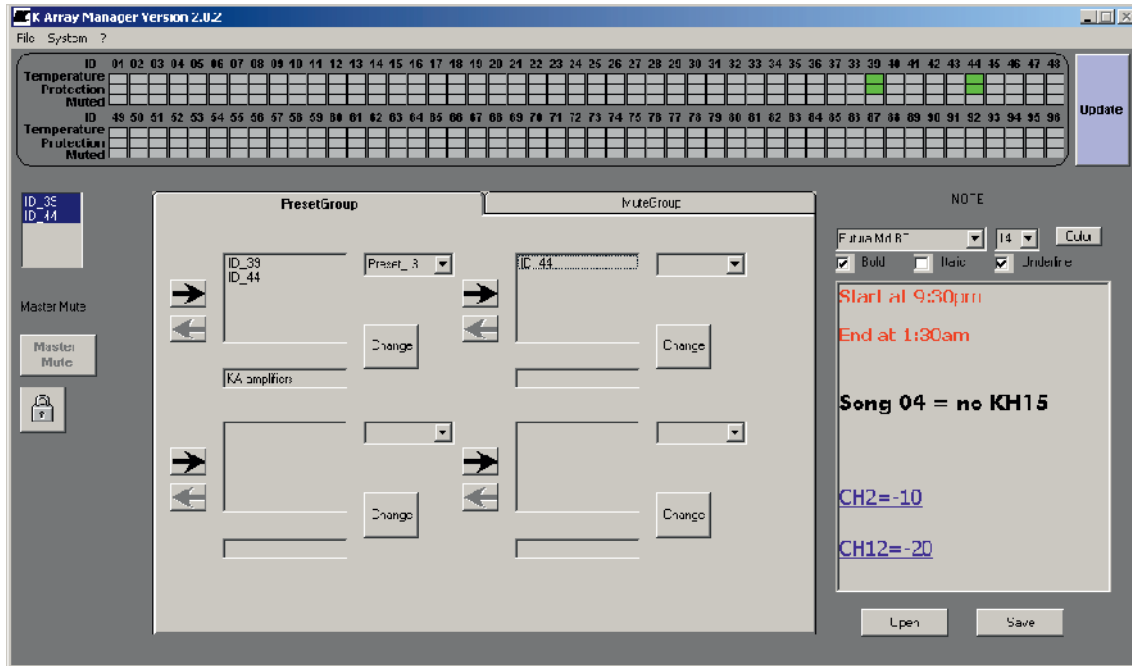 K Array Manager Version 2.0.2
File System ?
ID 01 02 03 04 05 06 07 08 09 10 11 12 13 14 15 16 17 18 19 20 21 22 23 24 25 26 27 28 29 30 31 32 33 34 35 36 37 38 39 40 41 42 43 44 45 46 47 48
Temperature
Protection
Muted
ID 49 50 51 52 53 54 55 56 57 58 59 60 61 62 63 64 65 66 67 68 69 70 71 72 73 74 75 76 77 78 79 80 81 82 83 84 85 86 87 88 89 90 91 92 93 94 95 96
Temperature
Protection
Muted
Update
ID_39
ID_44
Master Mute
Master
Mute
PresetGroup
MuteGroup
ID_39
ID_44
Preset_3
Change
KA amplifiers
ID_44
Change
Change
Change
NOTE
Futura Md BT
14
Color
Bold
Italic
Underline
Start at 9:30pm
End at 1:30am
Song 04 = no KH15
CH2=-10
CH12=-20
Open
Save